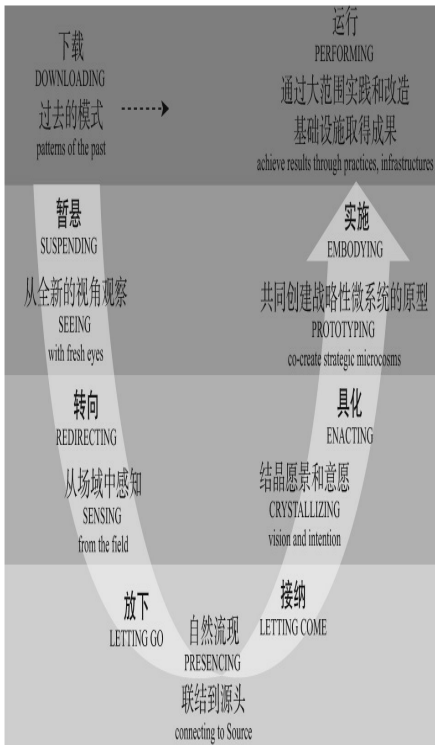 下载
DOWNLOADING
过去的模式
patterns of the past
运行
PERFORMING
通过大范围实践和改造
基础设施取得成果
achieve results through practices, infrastructures
暂悬
SUSPENDING
从全新的视角观察
SEEING
with fresh eyes
实施
EMBODYING
共同创建战略性微系统的原型
PROTOTYPING
co-create strategic microcosms
转向
REDIRECTING
从场域中感知
SENSING
from the field
具化
ENACTING
结晶愿景和意愿
CRYSTALLIZING
vision and intention
放下
LETTING GO
自然流现
PRESENCING
联结到源头
connecting to Source
接纳
LETTING COME